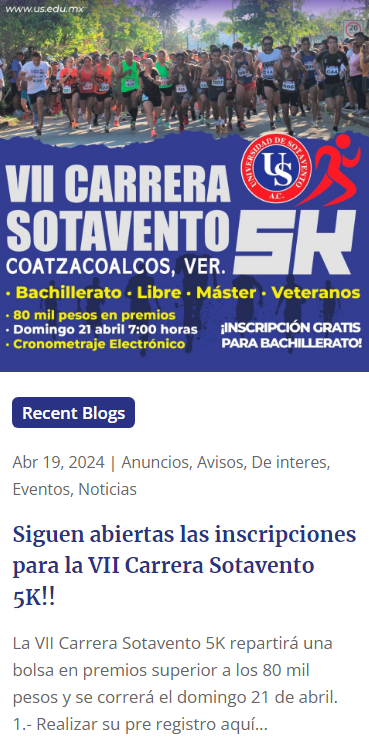 www.us.edu.mx
UNIVERSIDAD DE SOTAVENTO
US
A.C.
VII CARRERA
SOTAVENTO
5K
COATZACOALCOS, VER.
· Bachillerato · Libre · Máster · Veteranos
· 80 mil pesos en premios
· Domingo 21 abril 7:00 horas
· Cronometraje Electrónico
¡INSCRIPCIÓN GRATIS
PARA BACHILLERATO!
Recent Blogs
Abr 19, 2024 | Anuncios, Avisos, De interes,
Eventos, Noticias
Siguen abiertas las inscripciones
para la VII Carrera Sotavento
5K!!
La VII Carrera Sotavento 5K repartirá una
bolsa en premios superior a los 80 mil
pesos y se correrá el domingo 21 de abril.
1.- Realizar su pre registro aquí...